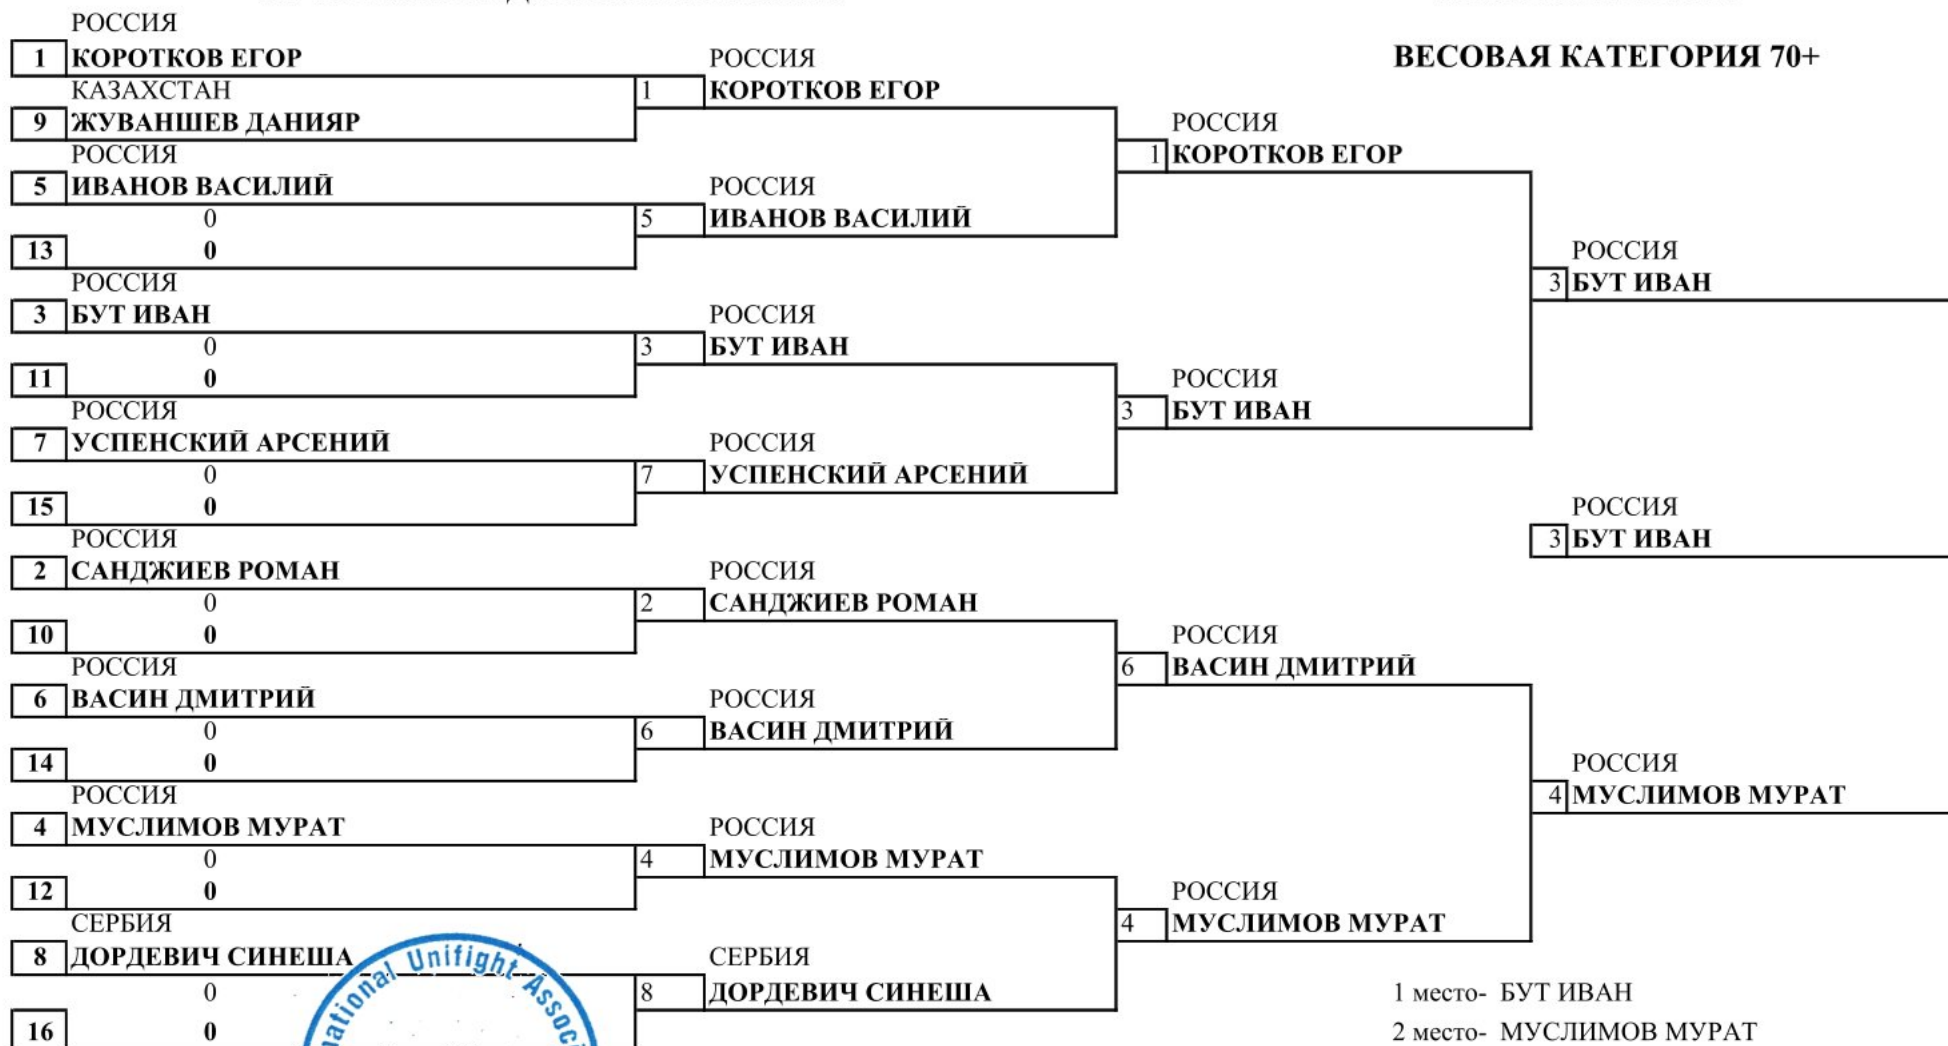 РОССИЯ
1 КОРОТКОВ ЕГОР
РОССИЯ
ВЕСОВАЯ КАТЕГОРИЯ 70+
КАЗАХСТАН
1 КОРОТКОВ ЕГОР
9 ЖУВАНШЕВ ДАНИЯР
РОССИЯ
РОССИЯ
1 КОРОТКОВ ЕГОР
5 ИВАНОВ ВАСИЛИЙ
РОССИЯ
0
5 ИВАНОВ ВАСИЛИЙ
13 0
РОССИЯ
РОССИЯ
3 БУТ ИВАН
3 БУТ ИВАН
РОССИЯ
0
3 БУТ ИВАН
11 0
РОССИЯ
РОССИЯ
3 БУТ ИВАН
7 УСПЕНСКИЙ АРСЕНИЙ
РОССИЯ
0
7 УСПЕНСКИЙ АРСЕНИЙ
15 0
РОССИЯ
РОССИЯ
3 БУТ ИВАН
2 САНДЖИЕВ РОМАН
РОССИЯ
0
2 САНДЖИЕВ РОМАН
10 0
РОССИЯ
РОССИЯ
6 ВАСИН ДМИТРИЙ
6 ВАСИН ДМИТРИЙ
РОССИЯ
0
6 ВАСИН ДМИТРИЙ
14 0
РОССИЯ
РОССИЯ
4 МУСЛИМОВ МУРАТ
4 МУСЛИМОВ МУРАТ
РОССИЯ
0
4 МУСЛИМОВ МУРАТ
12 0
РОССИЯ
СЕРБИЯ
4 МУСЛИМОВ МУРАТ
8 ДОРДЕВИЧ СИНЕША
СЕРБИЯ
Unifight
0
8 ДОРДЕВИЧ СИНЕША
1 место- БУТ ИВАН
16 0
2 место- МУСЛИМОВ МУРАТ